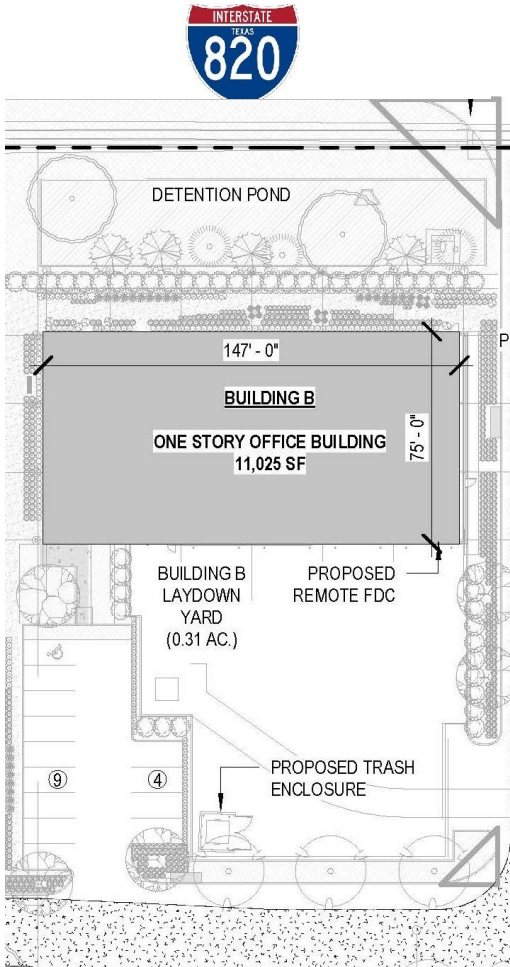 INTERSTATE
TEXAS
820
DETENTION POND
P
147' - 0"
BUILDING B
75' - 0"
ONE STORY OFFICE BUILDING
11,025 SF
BUILDING B
LAYDOWN
YARD
(0.31 AC.)
PROPOSED
REMOTE FDC
PROPOSED TRASH
ENCLOSURE
9
4